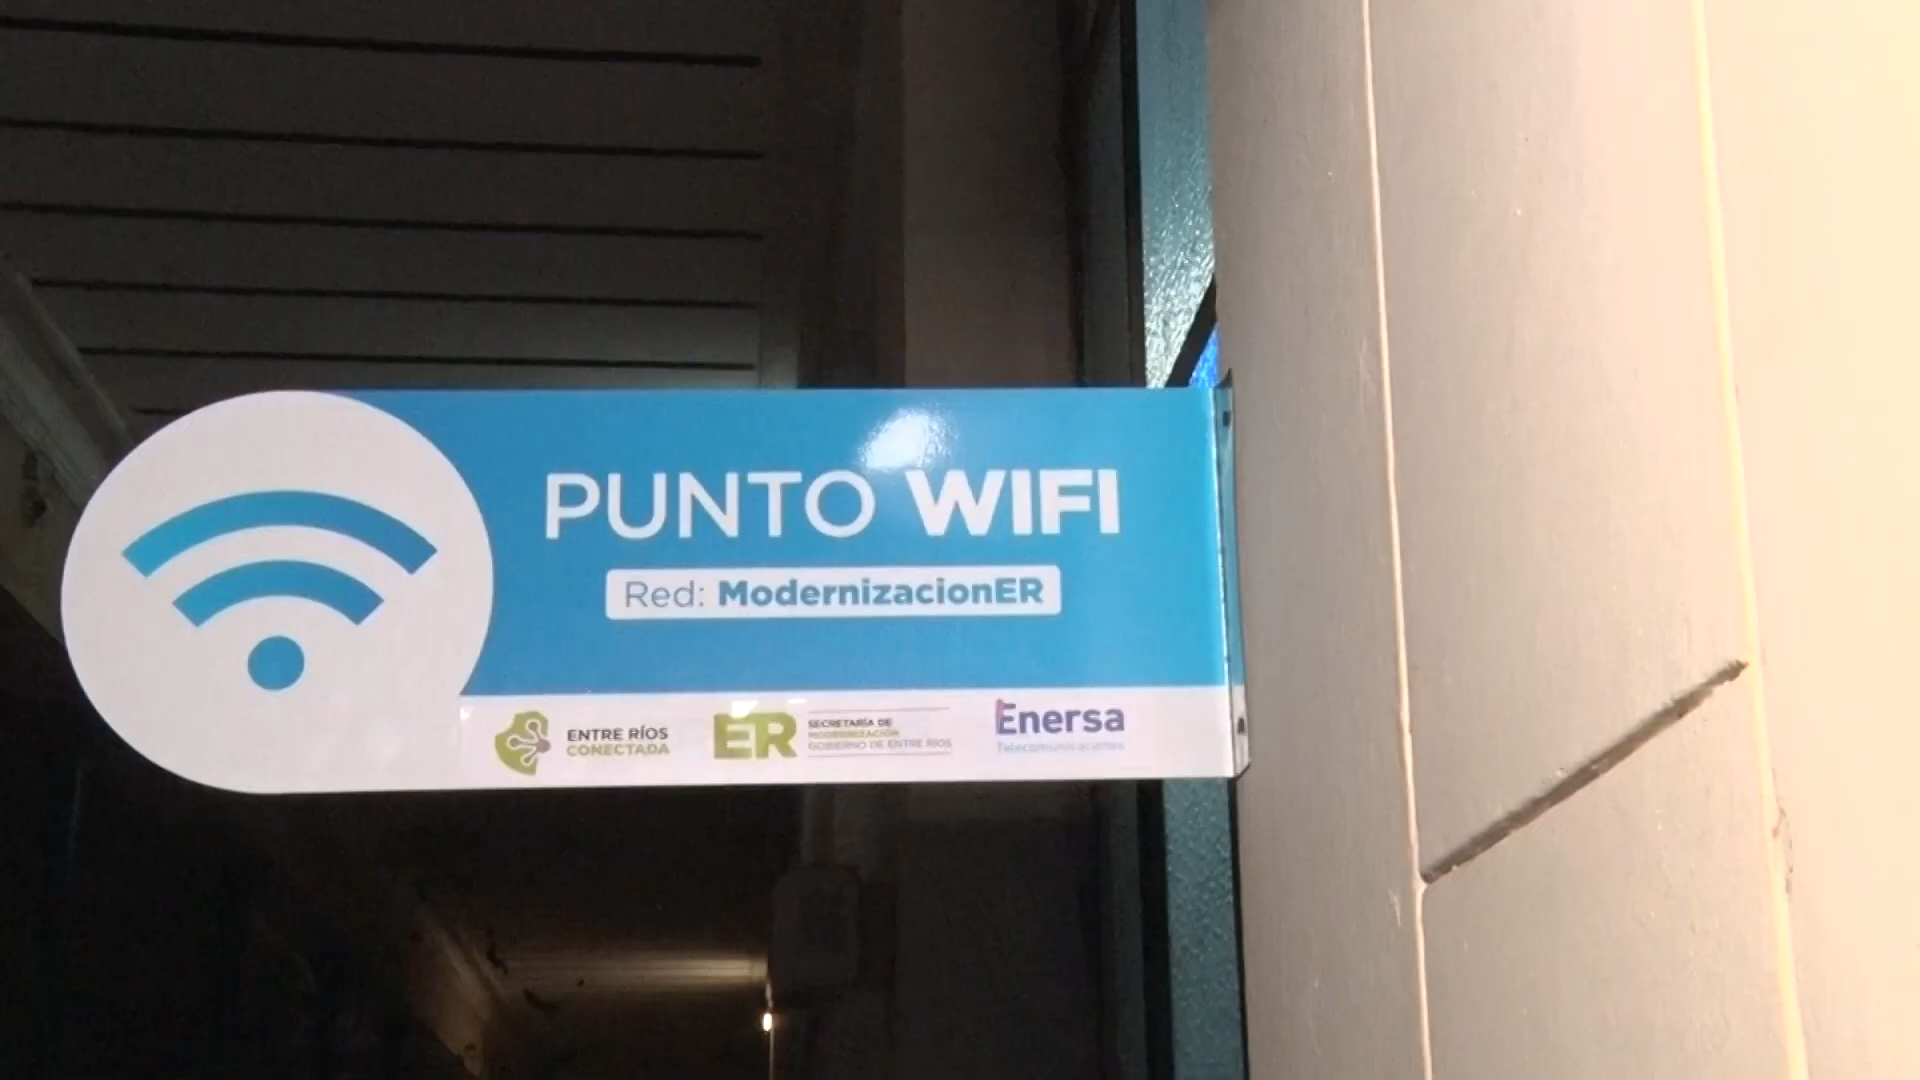 PUNTO WIFI
Red: ModernizacionER
ENTRE RÍOS
CONECTADA
ER
SECRETARÍA DE
MODERNIZACIÓN
GOBIERNO DE ENTRE RÍOS
Enersa
Telecomunicaciones